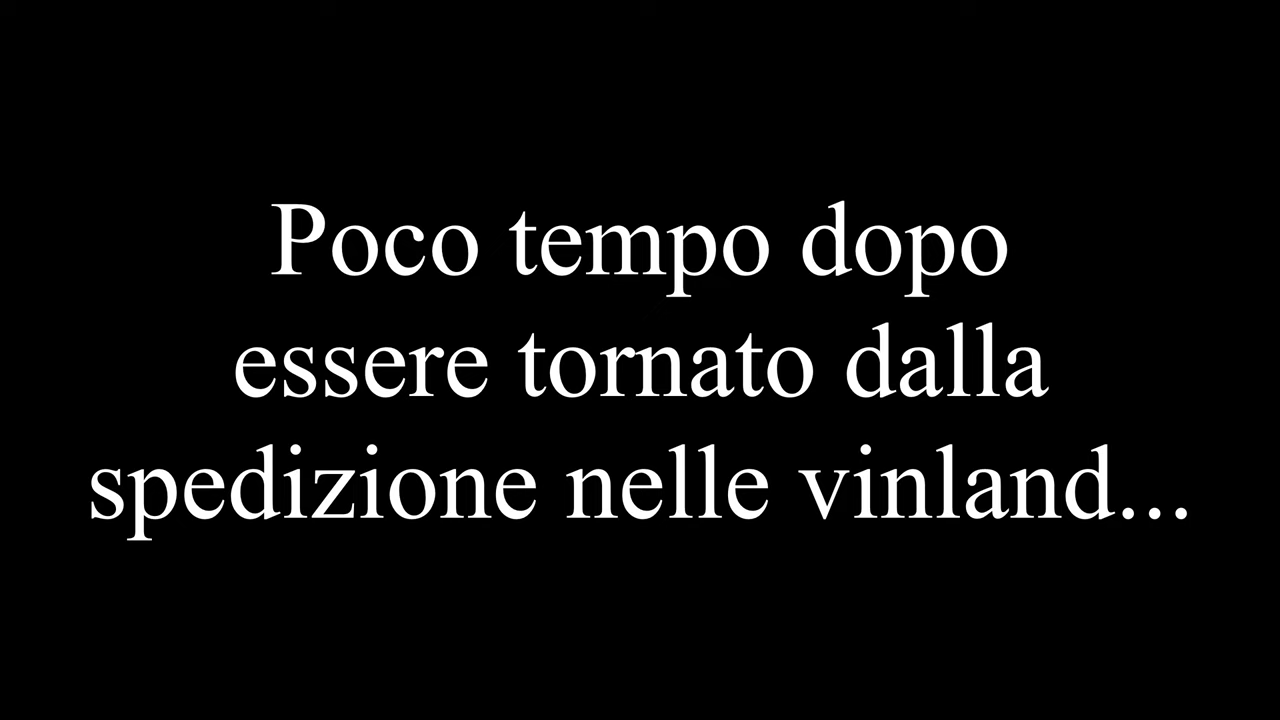 Poco tempo dopo
essere tornato dalla
spedizione nelle vinland...